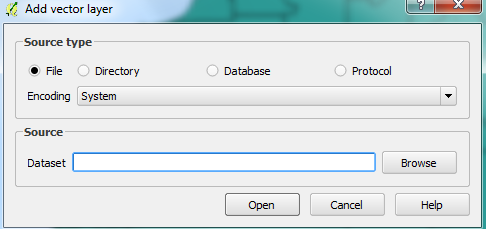 Add vector layer
Source type
File Directory Database Protocol
Encoding System
Source
Dataset Browse
Open Cancel Help